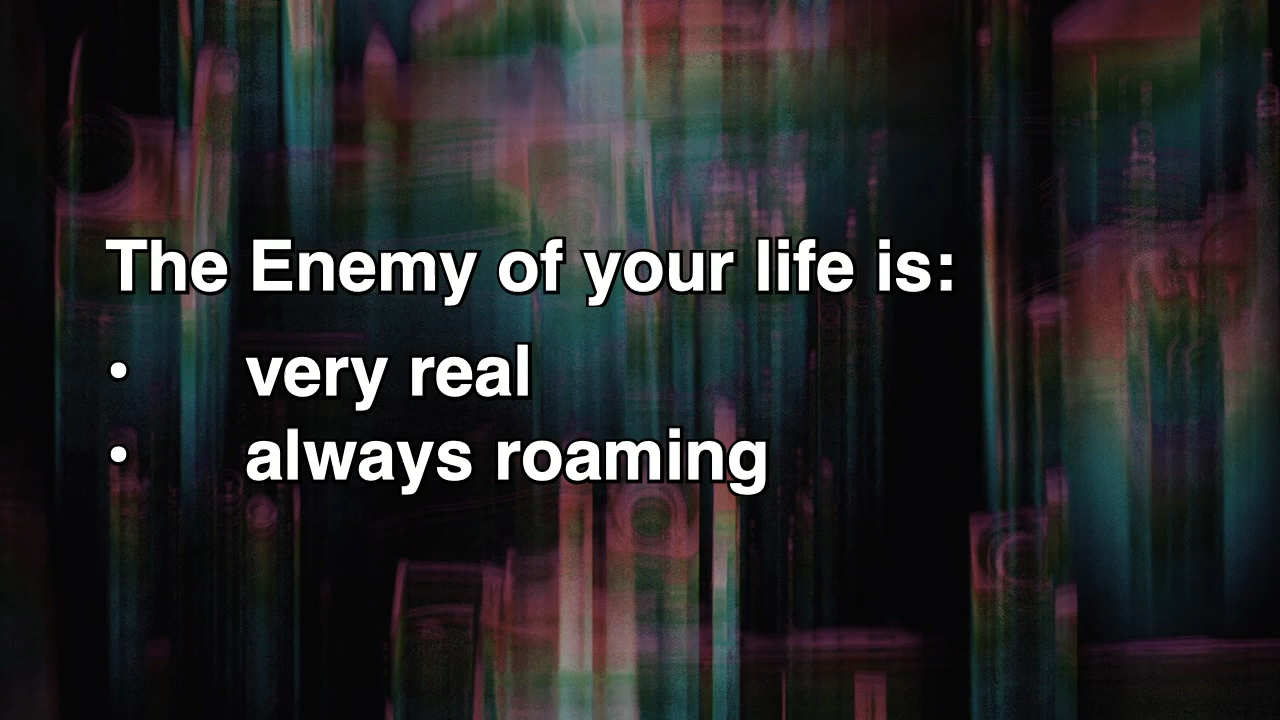 The Enemy of your life is:
• very real
• always roaming